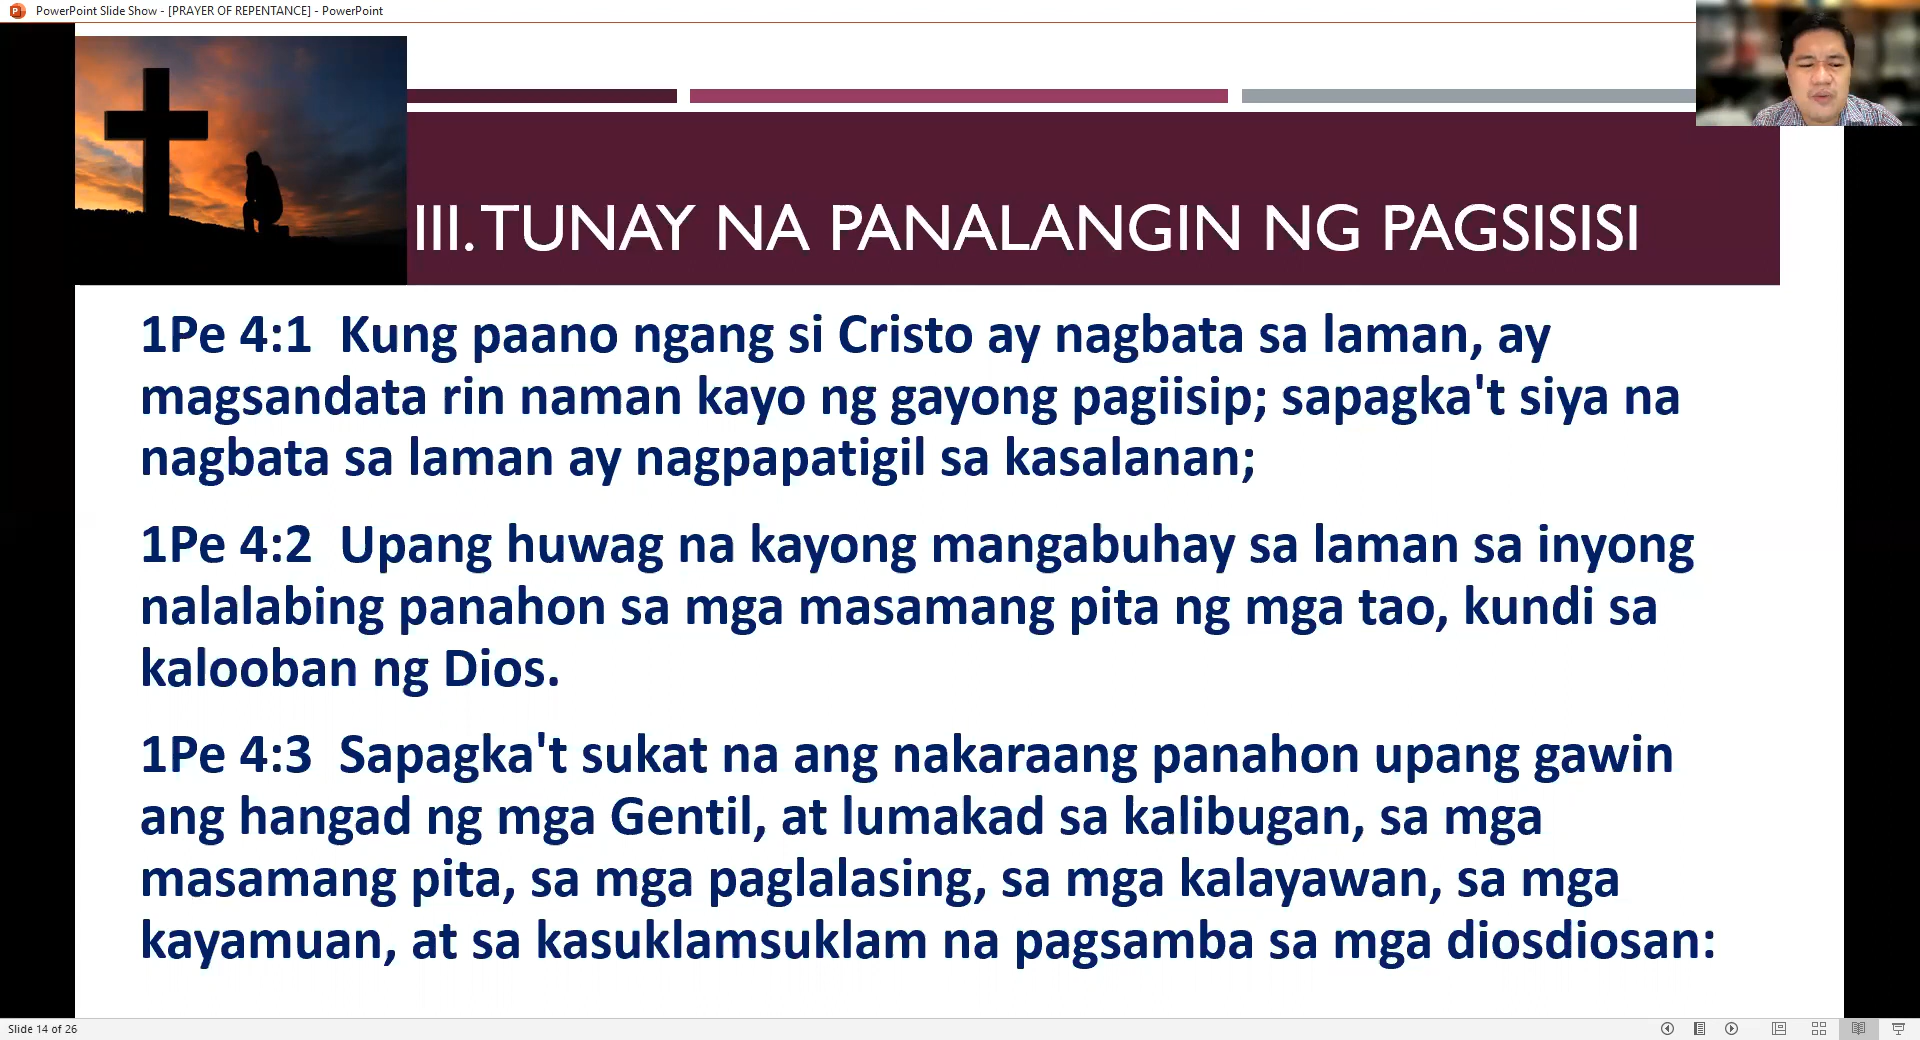 PowerPoint Slide Show - [PRAYER OF REPENTANCE] - PowerPoint
III. TUNAY NA PANALANGIN NG PAGSISISI
1Pe 4:1 Kung paano ngang si Cristo ay nagbata sa laman, ay
magsandata rin naman kayo ng gayong pagiisip; sapagka't siya na
nagbata sa laman ay nagpapatigil sa kasalanan;
1Pe 4:2 Upang huwag na kayong mangabuhay sa laman sa inyong
nalalabing panahon sa mga masamang pita ng mga tao, kundi sa
kalooban ng Dios.
1Pe 4:3 Sapagka't sukat na ang nakaraang panahon upang gawin
ang hangad ng mga Gentil, at lumakad sa kalibugan, sa mga
masamang pita, sa mga paglalasing, sa mga kalayawan, sa mga
kayamuan, at sa kasuklamsuklam na pagsamba sa mga diosdiosan:
Slide 14 of 26